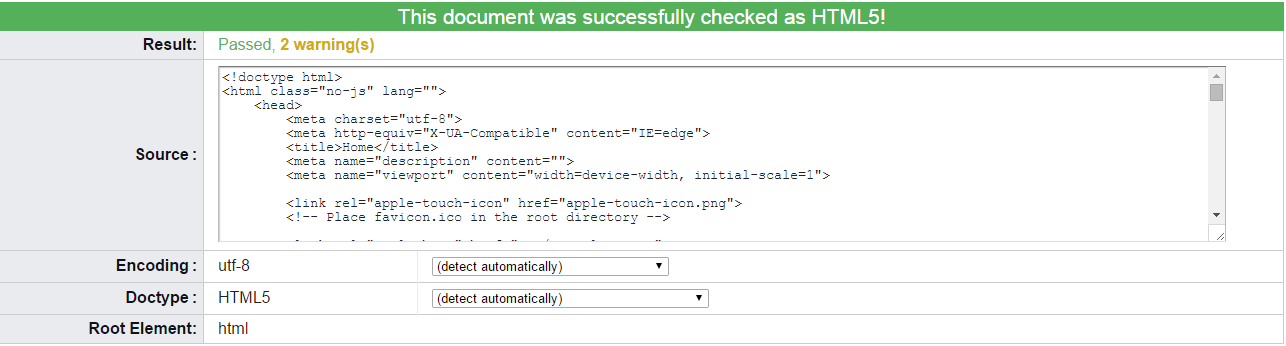 This document was successfully checked as HTML5!
Result: Passed, 2 warning(s)
Source :
<!doctype html>
<html class="no-js" lang="">
<head>
<meta charset="utf-8">
<meta http-equiv="X-UA-Compatible" content="IE=edge">
<title>Home</title>
<meta name="description" content="">
<meta name="viewport" content="width=device-width, initial-scale=1">
<link rel="apple-touch-icon" href="apple-touch-icon.png">
<!-- Place favicon.ico in the root directory -->
Encoding : utf-8 (detect automatically)
Doctype : HTML5 (detect automatically)
Root Element: html